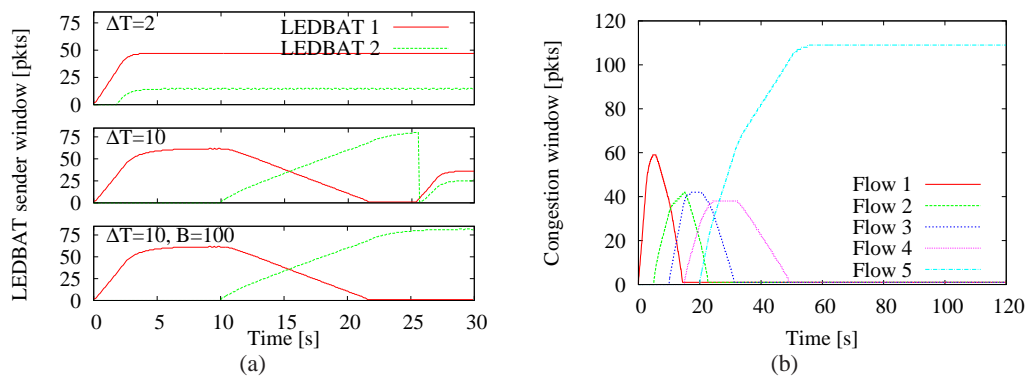 LEDBAT sender window [pkts]
75
50
25
0
ΔT=2
LEDBAT 1
LEDBAT 2
75
50
25
0
ΔT=10
75
50
25
0
ΔT=10, B=100
0 5 10 15 20 25 30
Time [s]
(a)
Congestion window [pkts]
120
100
80
60
40
20
0
Flow 1
Flow 2
Flow 3
Flow 4
Flow 5
0 20 40 60 80 100 120
Time [s]
(b)